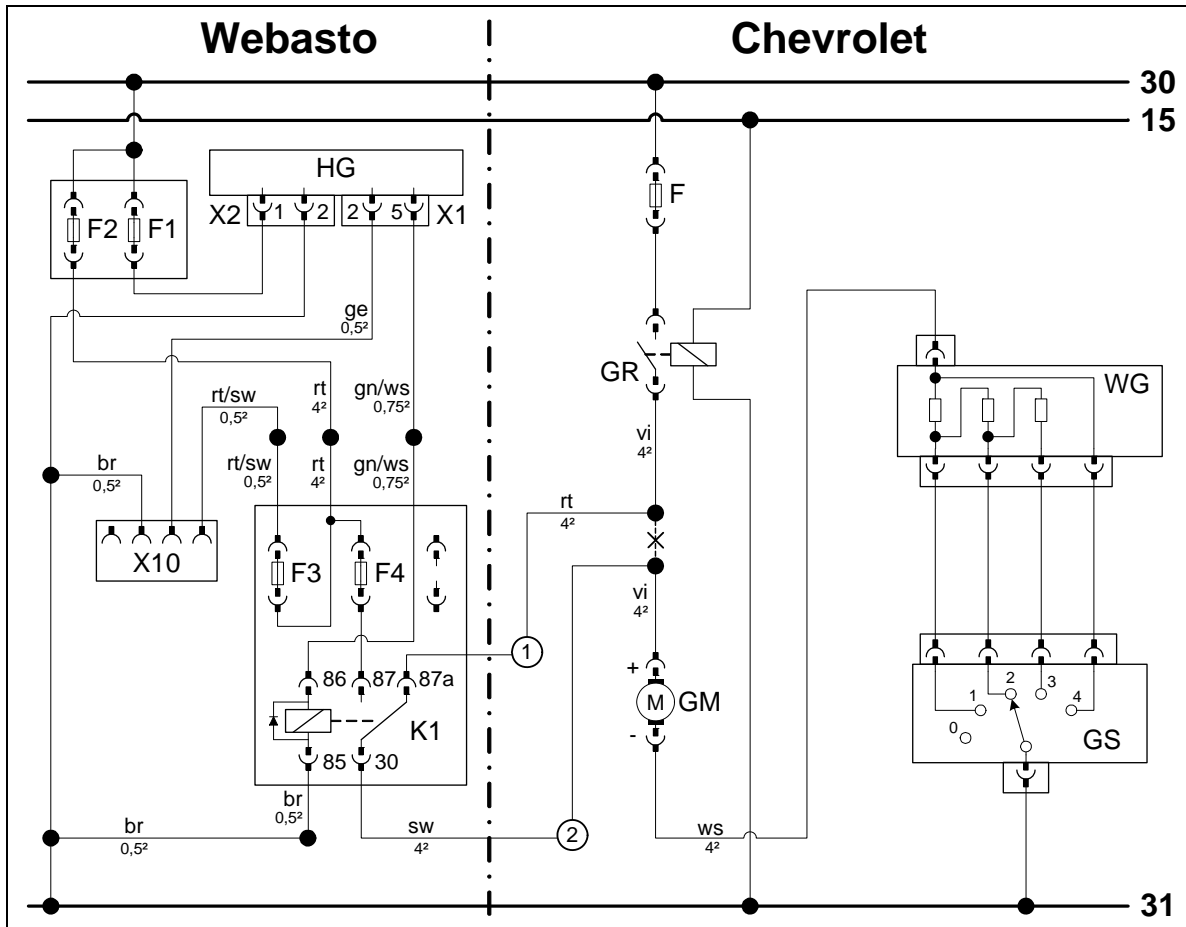 Webasto
Chevrolet
30
15
HG
X2
1
2
2
5
X1
F
F2
F1
ge
0,5²
GR
WG
rt/sw
0,5²
rt
4²
gn/ws
0,75²
vi
4²
br
0,5²
rt/sw
0,5²
rt
4²
gn/ws
0,75²
rt
4²
X10
F3
F4
vi
4²
1
86
87
87a
+
M
GM
-
0
1
2
3
4
GS
K1
85
30
br
0,5²
br
0,5²
sw
4²
2
ws
4²
31